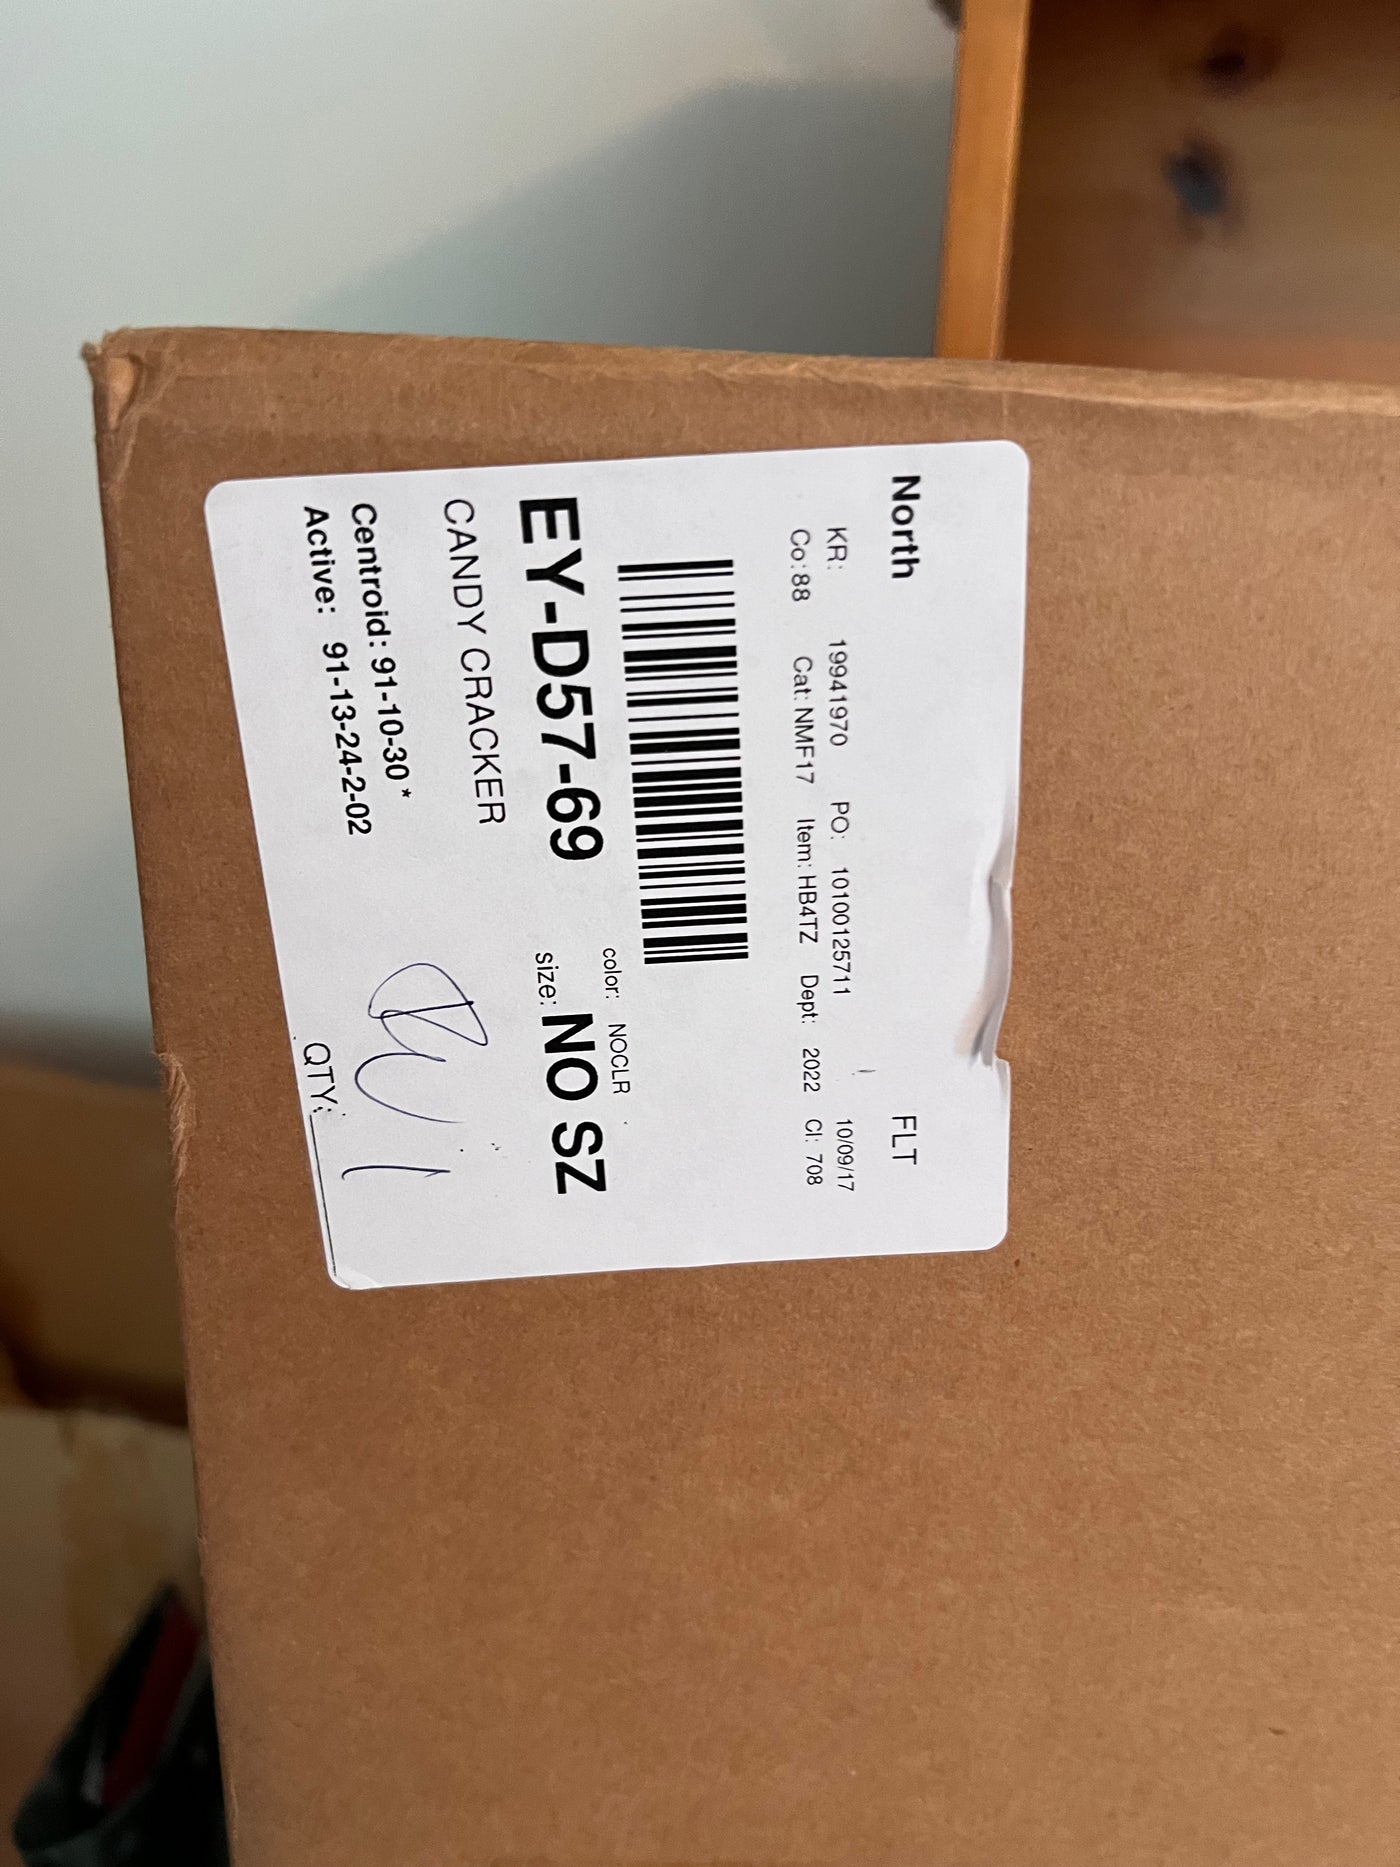 North FLT
KR: 19941970 PO: 10100125711 10/09/17
Co: 88 Cat: NMF17 Item: HB4TZ Dept: 2022 Cl: 708
color: NOCLR
EY-D57-69 size: NO SZ
CANDY CRACKER
Centroid: 91-10-30 *
Active: 91-13-24-2-02
QTY: